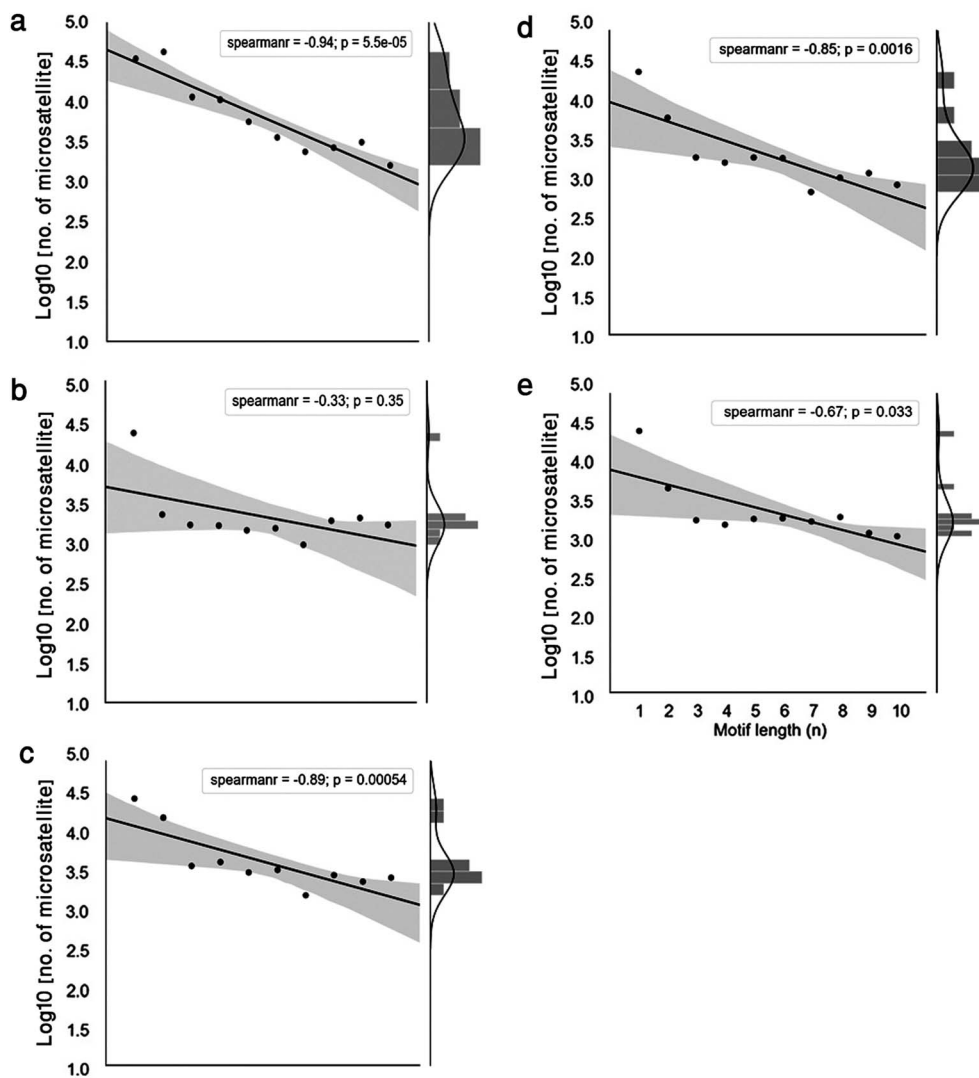 a
spearmanr = -0.94; p = 5.5e-05
Log10 [no. of microsatellite]
5.0
4.5
4.0
3.5
3.0
2.5
2.0
1.5
1.0
b
spearmanr = -0.33; p = 0.35
Log10 [no. of microsatellite]
5.0
4.5
4.0
3.5
3.0
2.5
2.0
1.5
1.0
c
spearmanr = -0.89; p = 0.00054
Log10 [no. of microsatellite]
5.0
4.5
4.0
3.5
3.0
2.5
2.0
1.5
1.0
d
spearmanr = -0.85; p = 0.0016
Log10 [no. of microsatellite]
5.0
4.5
4.0
3.5
3.0
2.5
2.0
1.5
1.0
e
spearmanr = -0.67; p = 0.033
Log10 [no. of microsatellite]
5.0
4.5
4.0
3.5
3.0
2.5
2.0
1.5
1.0
1 2 3 4 5 6 7 8 9 10
Motif length (n)